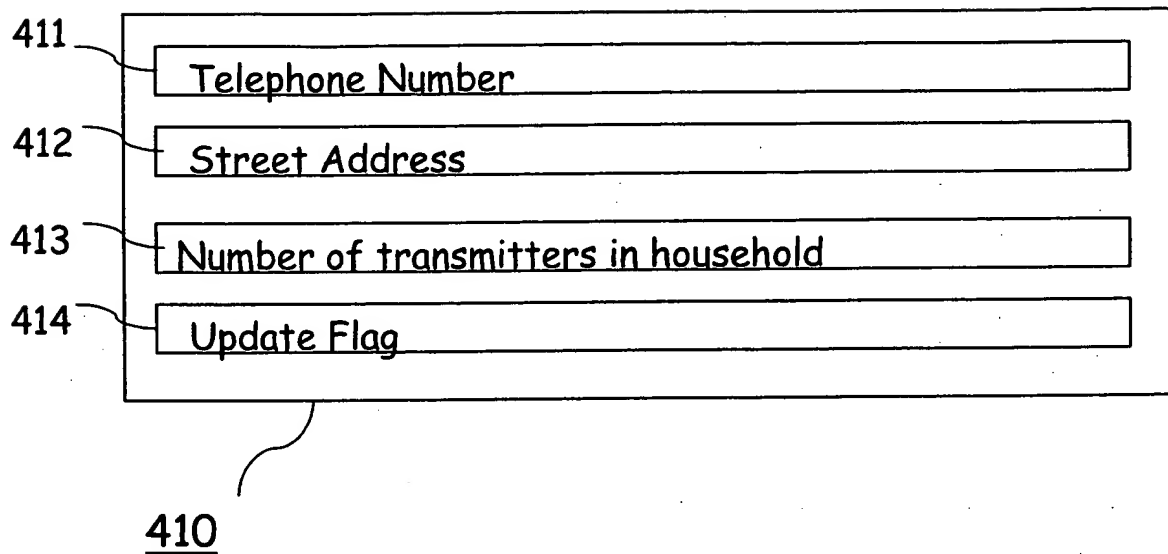 411
Telephone Number
412
Street Address
413
Number of transmitters in household
414
Update Flag
410